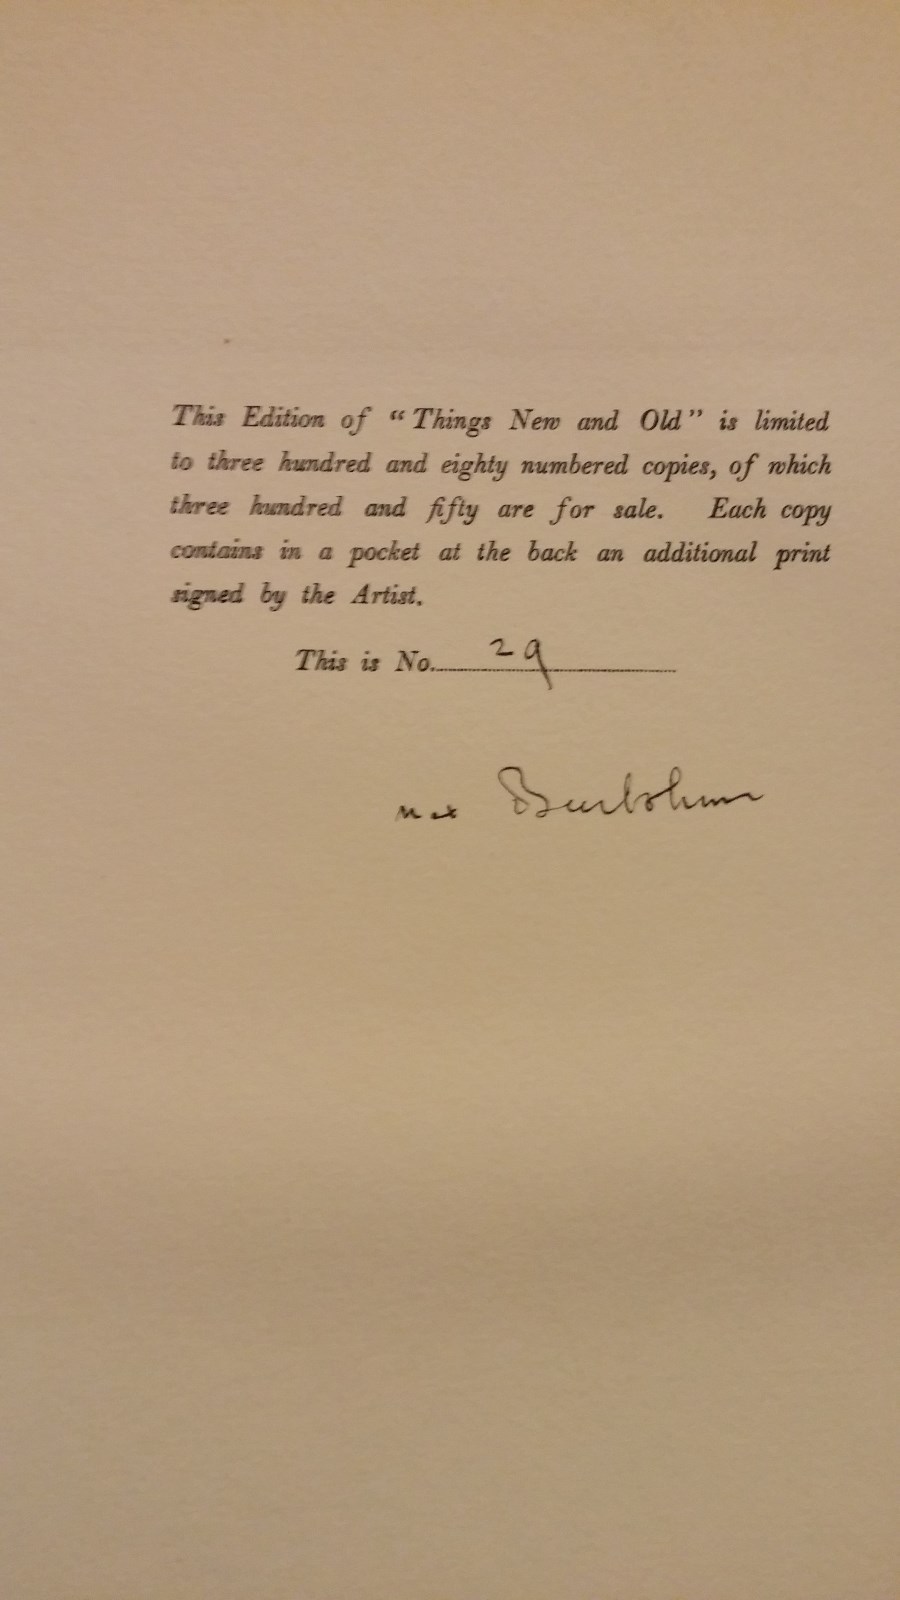 This Edition of “Things New and Old” is limited
to three hundred and eighty numbered copies, of which
three hundred and fifty are for sale. Each copy
contains in a pocket at the back an additional print
signed by the Artist.
This is No. 29
Max Beerbohm